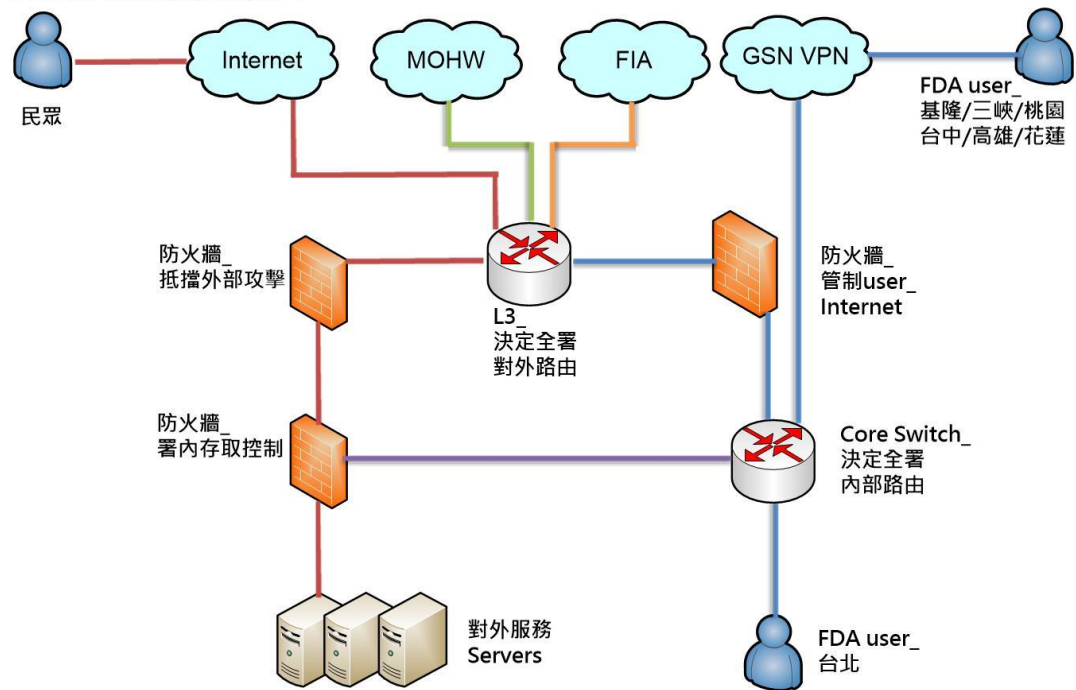 Internet
MOHW
FIA
GSN VPN
民眾
FDA user_
基隆/三峽/桃園
台中/高雄/花蓮
防火牆_
抵擋外部攻擊
L3_
決定全署
對外路由
防火牆_
管制user_
Internet
防火牆_
署內存取控制
Core Switch_
決定全署
內部路由
對外服務
Servers
FDA user_
台北